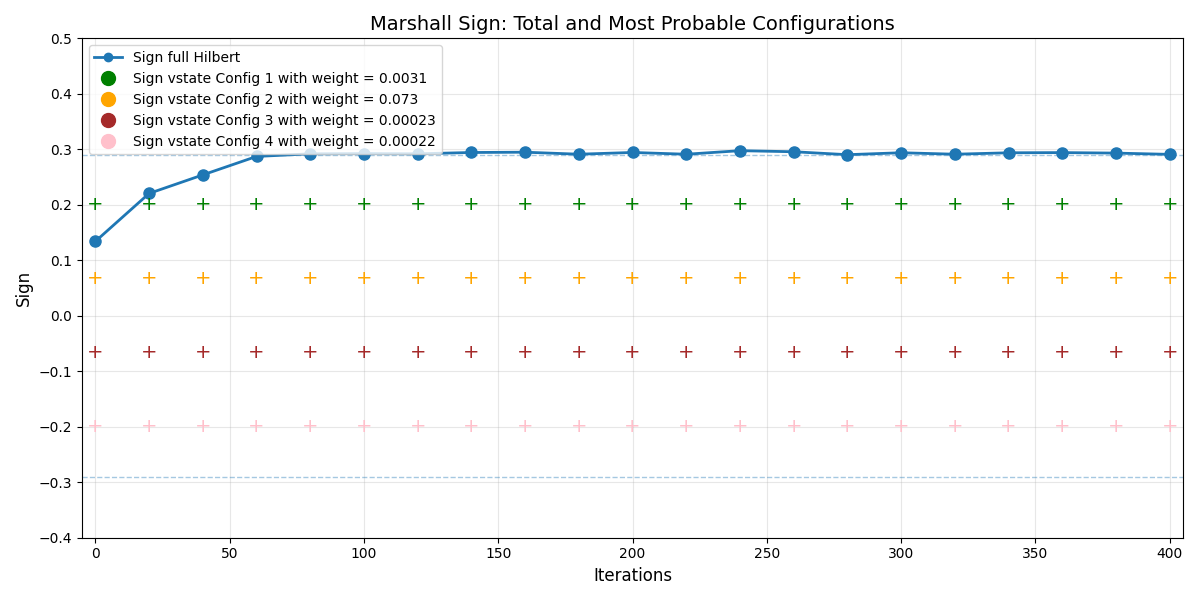 Marshall Sign: Total and Most Probable Configurations
Sign full Hilbert
Sign vstate Config 1 with weight = 0.0031
Sign vstate Config 2 with weight = 0.073
Sign vstate Config 3 with weight = 0.00023
Sign vstate Config 4 with weight = 0.00022
0.5
0.4
0.3
0.2
0.1
0.0
−0.1
−0.2
−0.3
−0.4
Sign
0 50 100 150 200 250 300 350 400
Iterations